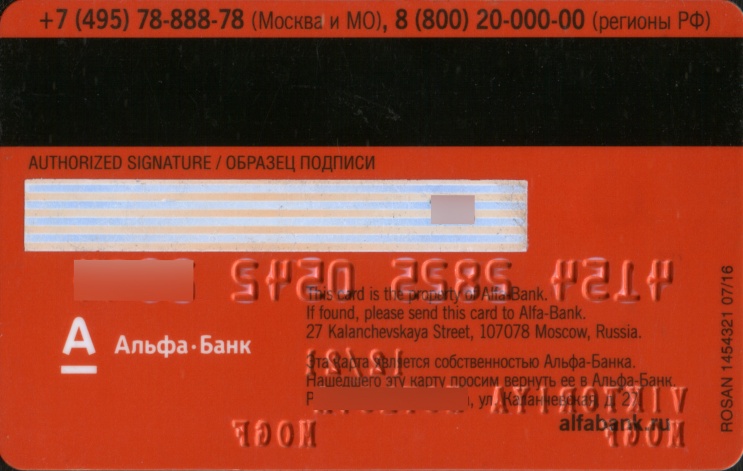 +7 (495) 78-888-78 (Москва и МО), 8 (800) 20-000-00 (регионы РФ)
AUTHORIZED SIGNATURE / ОБРАЗЕЦ ПОДПИСИ
This card is the property of Alfa-Bank.
If found, please send this card to Alfa-Bank.
27 Kalanchevskaya Street, 107078 Moscow, Russia.
А Альфа·Банк
Эта карта является собственностью Альфа-Банка.
Нашедшего эту карту просим вернуть ее в Альфа-Банк.
ул. Каланчевская, д. 27
alfabank.ru
ROSAN 1454321 07/16